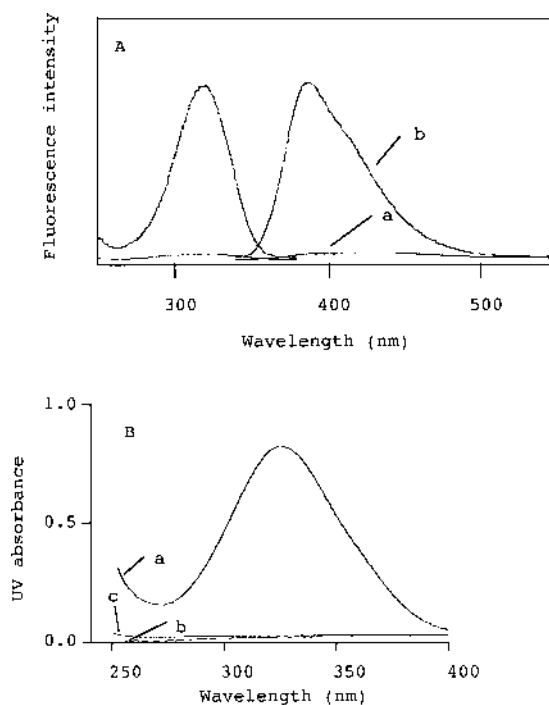 A
Fluorescence intensity
b
a
300 400 500
Wavelength (nm)
1.0
B
UV absorbance
0.5
a
c
b
0.0
250 300 350 400
Wavelength (nm)